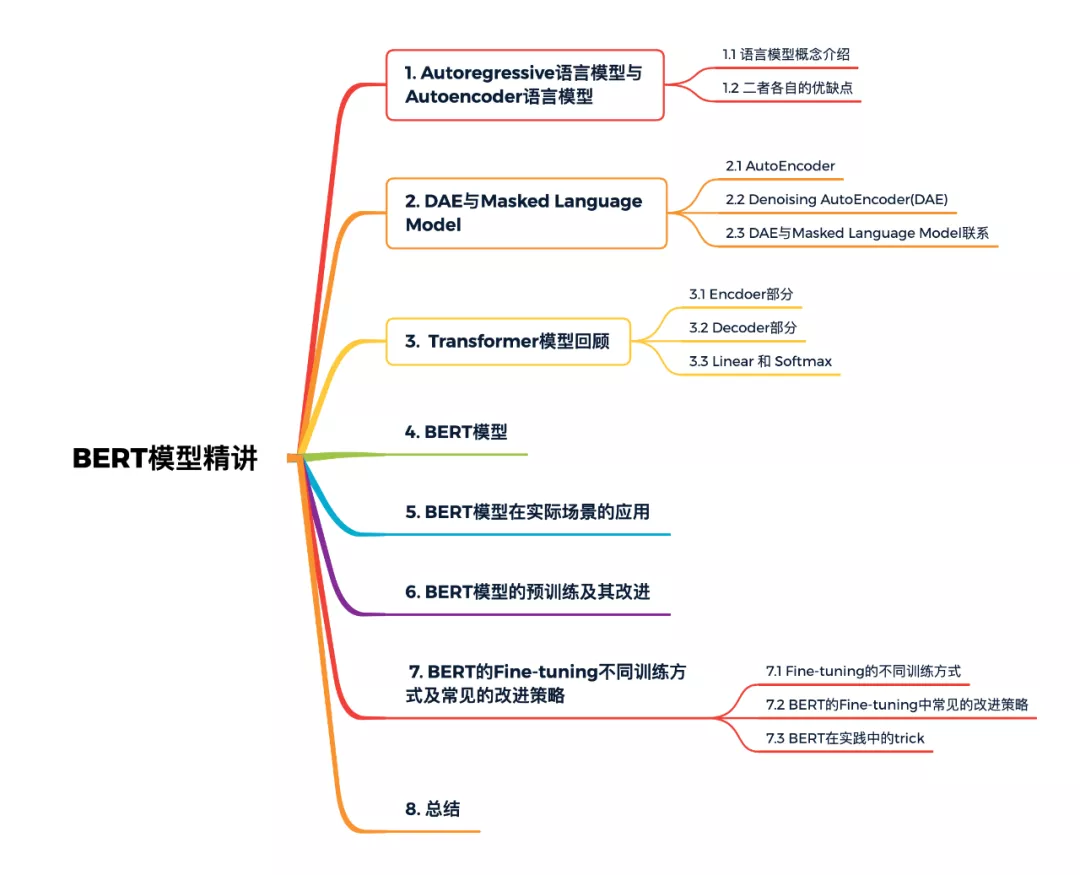 BERT模型精讲
1. Autoregressive语言模型与
Autoencoder语言模型
1.1 语言模型概念介绍
1.2 二者各自的优缺点
2. DAE与Masked Language
Model
2.1 AutoEncoder
2.2 Denoising AutoEncoder(DAE)
2.3 DAE与Masked Language Model联系
3. Transformer模型回顾
3.1 Encdoer部分
3.2 Decoder部分
3.3 Linear 和 Softmax
4. BERT模型
5. BERT模型在实际场景的应用
6. BERT模型的预训练及其改进
7. BERT的Fine-tuning不同训练方
式及常见的改进策略
7.1 Fine-tuning的不同训练方式
7.2 BERT的Fine-tuning中常见的改进策略
7.3 BERT在实践中的trick
8. 总结